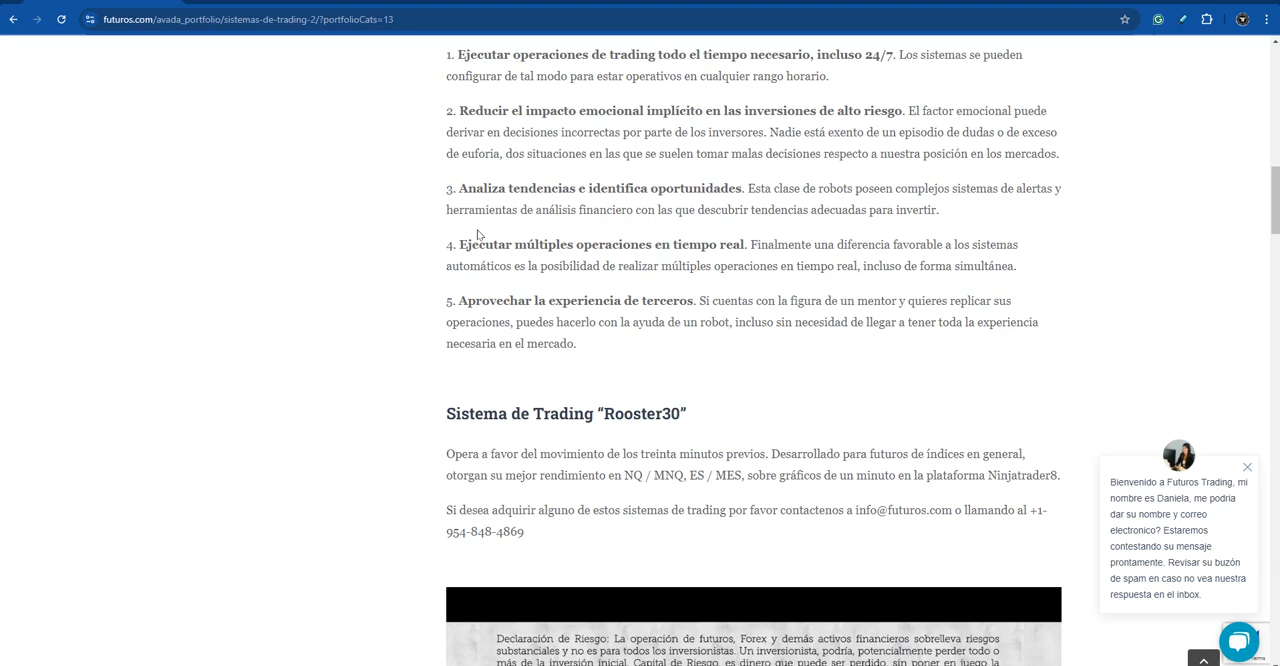 futuros.com/avada_portfolio/sistemas-de-trading-2/?portfolioCats=13
1. Ejecutar operaciones de trading todo el tiempo necesario, incluso 24/7. Los sistemas se pueden
configurar de tal modo para estar operativos en cualquier rango horario.
2. Reducir el impacto emocional implícito en las inversiones de alto riesgo. El factor emocional puede
derivar en decisiones incorrectas por parte de los inversores. Nadie está exento de un episodio de dudas o de exceso
de euforia, dos situaciones en las que se suelen tomar malas decisiones respecto a nuestra posición en los mercados.
3. Analiza tendencias e identifica oportunidades. Esta clase de robots poseen complejos sistemas de alertas y
herramientas de análisis financiero con las que descubrir tendencias adecuadas para invertir.
4. Ejecutar múltiples operaciones en tiempo real. Finalmente una diferencia favorable a los sistemas
automáticos es la posibilidad de realizar múltiples operaciones en tiempo real, incluso de forma simultánea.
5. Aprovechar la experiencia de terceros. Si cuentas con la figura de un mentor y quieres replicar sus
operaciones, puedes hacerlo con la ayuda de un robot, incluso sin necesidad de llegar a tener toda la experiencia
necesaria en el mercado.
Sistema de Trading “Rooster30”
Opera a favor del movimiento de los treinta minutos previos. Desarrollado para futuros de índices en general,
otorgan su mejor rendimiento en NQ / MNQ, ES / MES, sobre gráficos de un minuto en la plataforma Ninjatrader8.
Si desea adquirir alguno de estos sistemas de trading por favor contactenos a info@futuros.com o llamando al +1-
954-848-4869
Declaración de Riesgo: La operación de futuros, Forex y demás activos financieros sobrelleva riesgos
substanciales y no es para todos los inversionistas. Un inversionista, podría, potencialmente perder todo o
más de la inversión inicial. Capital de Riesgo, es dinero que puede ser perdido, sin poner en juego la
Bienvenido a Futuros Trading, mi
nombre es Daniela, me podria
dar su nombre y correo
electronico? Estaremos
contestando su mensaje
prontamente. Revisar su buzón
de spam en caso no vea nuestra
respuesta en el inbox.